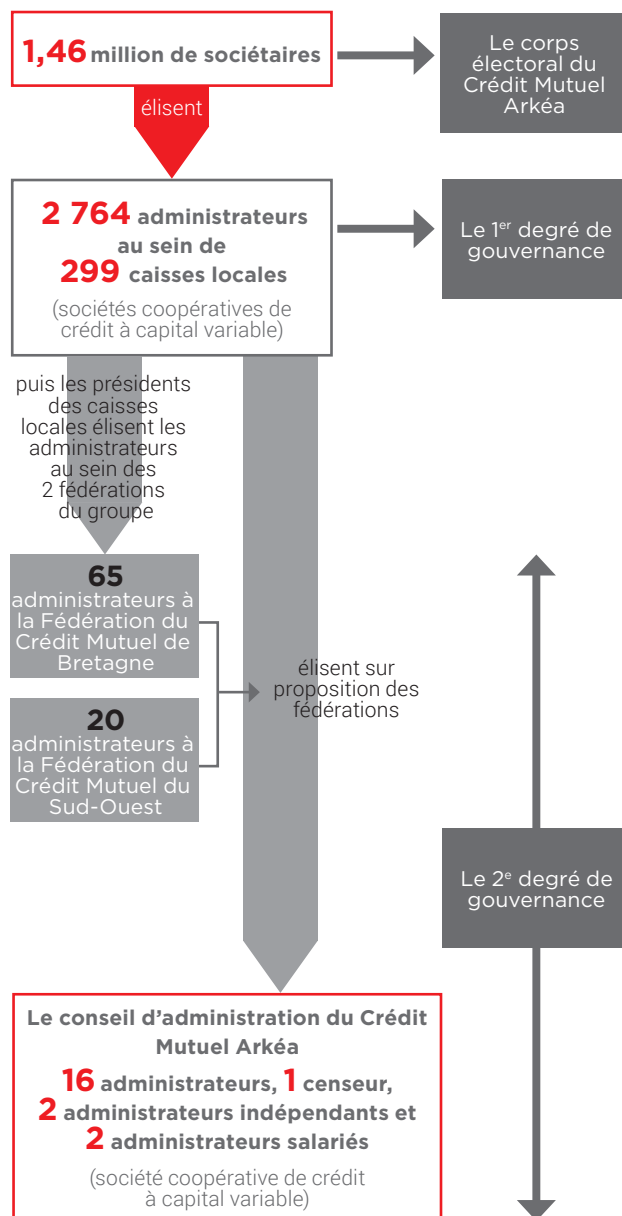 1,46 million de sociétaires
Le corps
électoral du
Crédit Mutuel
Arkéa
élisent
2 764 administrateurs
au sein de
299 caisses locales
(sociétés coopératives de
crédit à capital variable)
Le 1er degré de
gouvernance
puis les présidents
des caisses
locales élisent les
administrateurs
au sein des
2 fédérations
du groupe
65
administrateurs à
la Fédération du
Crédit Mutuel de
Bretagne
20
administrateurs à
la Fédération du
Crédit Mutuel du
Sud-Ouest
élisent sur
proposition des
fédérations
Le 2e degré de
gouvernance
Le conseil d’administration du Crédit
Mutuel Arkéa
16 administrateurs, 1 censeur,
2 administrateurs indépendants et
2 administrateurs salariés
(société coopérative de crédit
à capital variable)